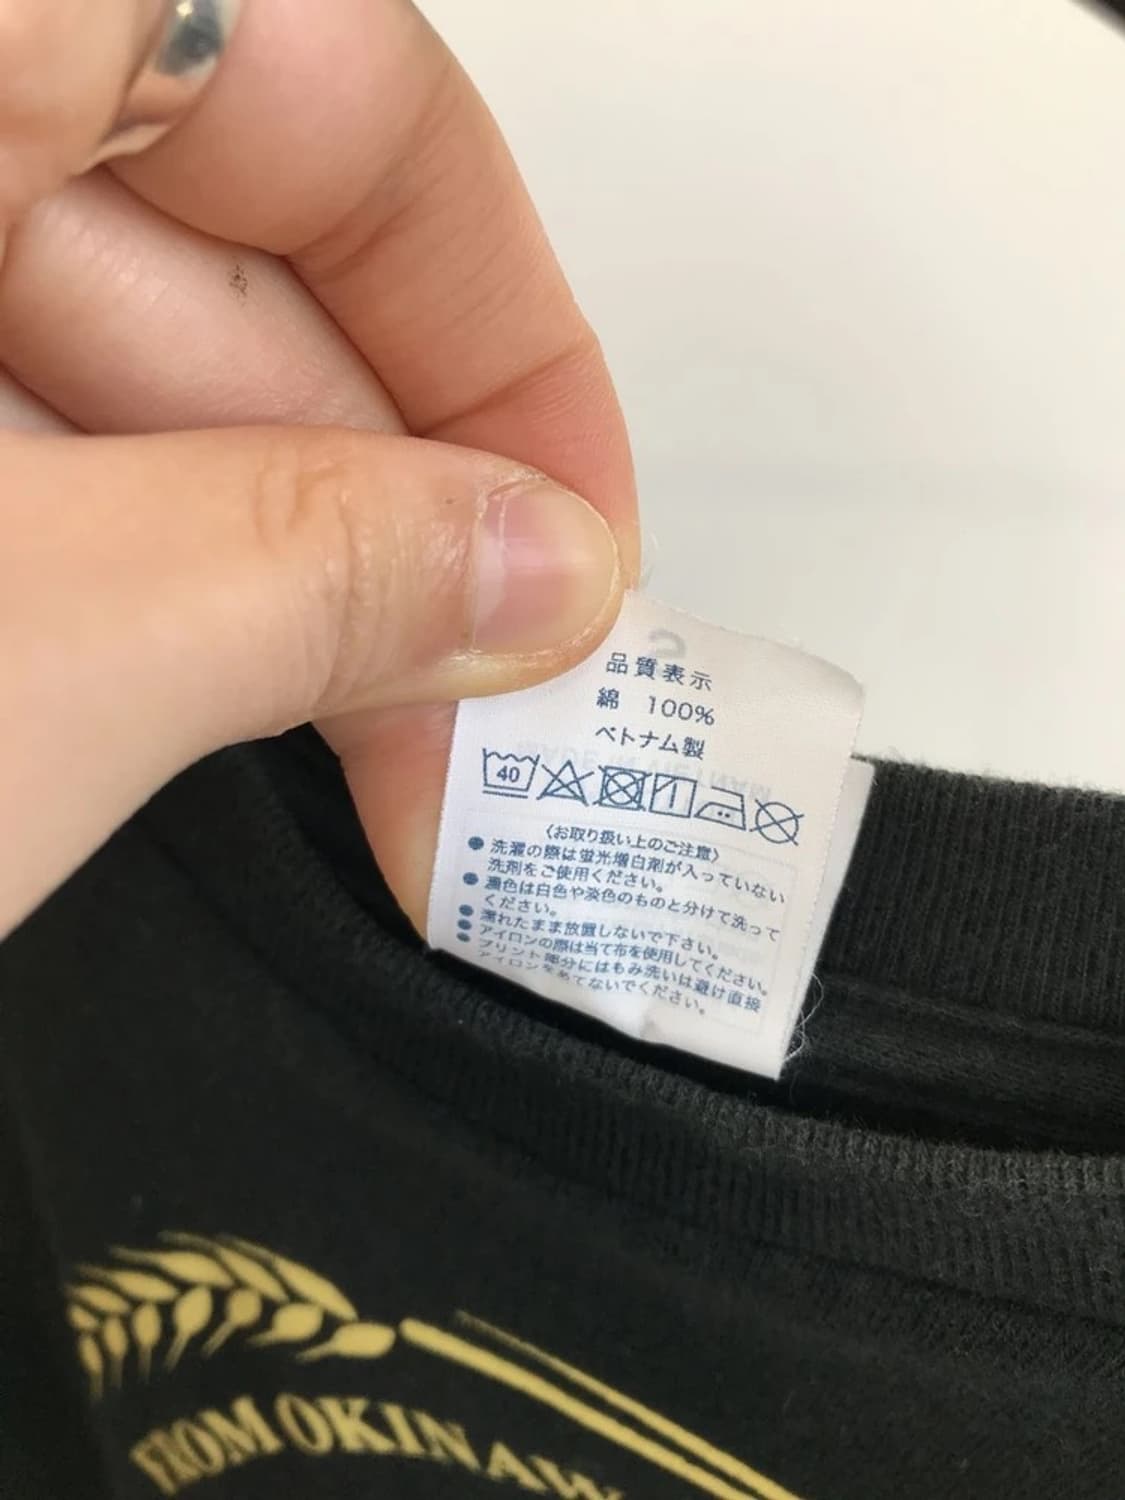 品質表示
綿 100%
ベトナム製
40
〈お取り扱い上のご注意〉
● 洗濯の際は蛍光増白剤が入っていない
洗剤をご使用ください。
● 濃色は白色や淡色のものと分けて洗って
ください。
● 濡れたまま放置しないで下さい。
● アイロンの際は当て布を使用してください。
● プリント部分にはもみ洗いは避け直接
アイロンをあてないでください。
S
MADE IN VIETNAM
FROM OKINAW